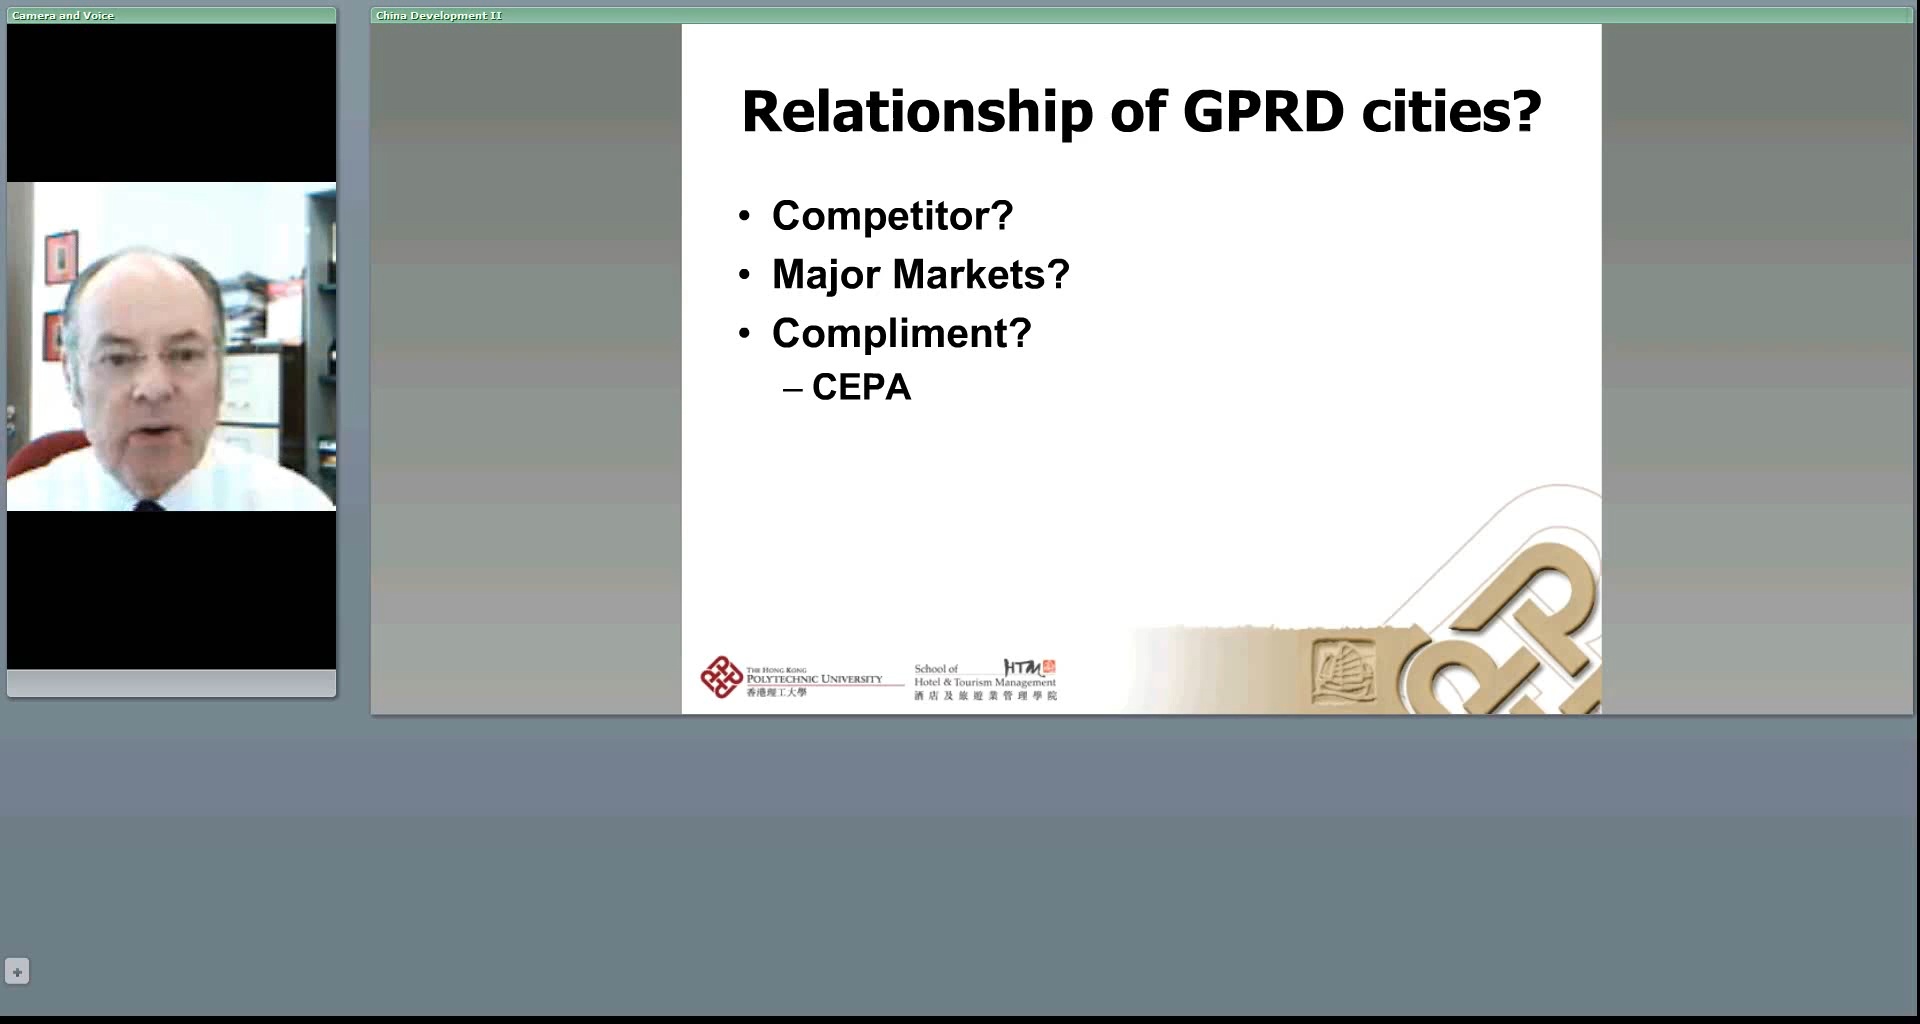 Camera and Voice
China Development II
Relationship of GPRD cities?
• Competitor?
• Major Markets?
• Compliment?
– CEPA
THE HONG KONG
POLYTECHNIC UNIVERSITY
香港理工大學
School of HTM
Hotel & Tourism Management
酒店及旅遊業管理學院
+